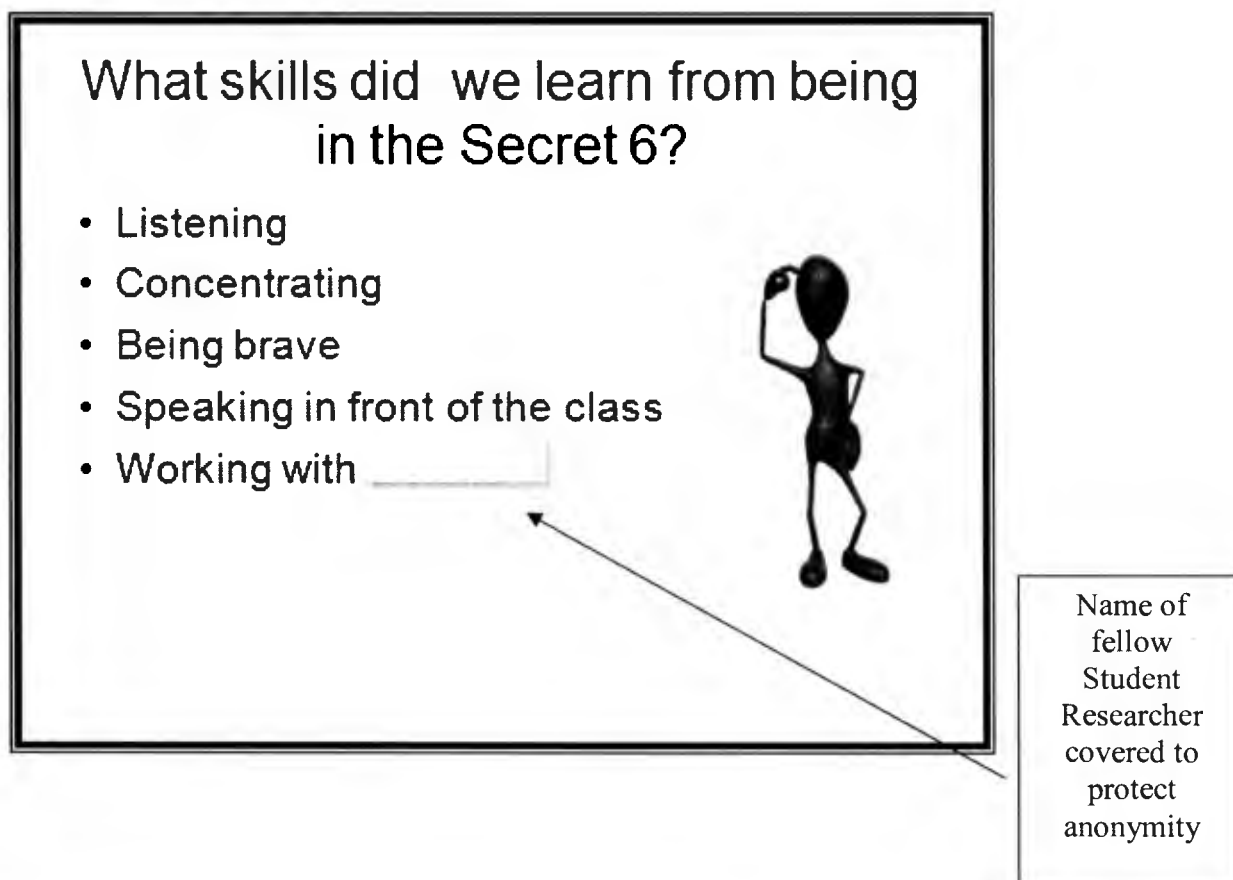 What skills did we learn from being
in the Secret 6?
• Listening
• Concentrating
• Being brave
• Speaking in front of the class
• Working with
Name of
fellow
Student
Researcher
covered to
protect
anonymity